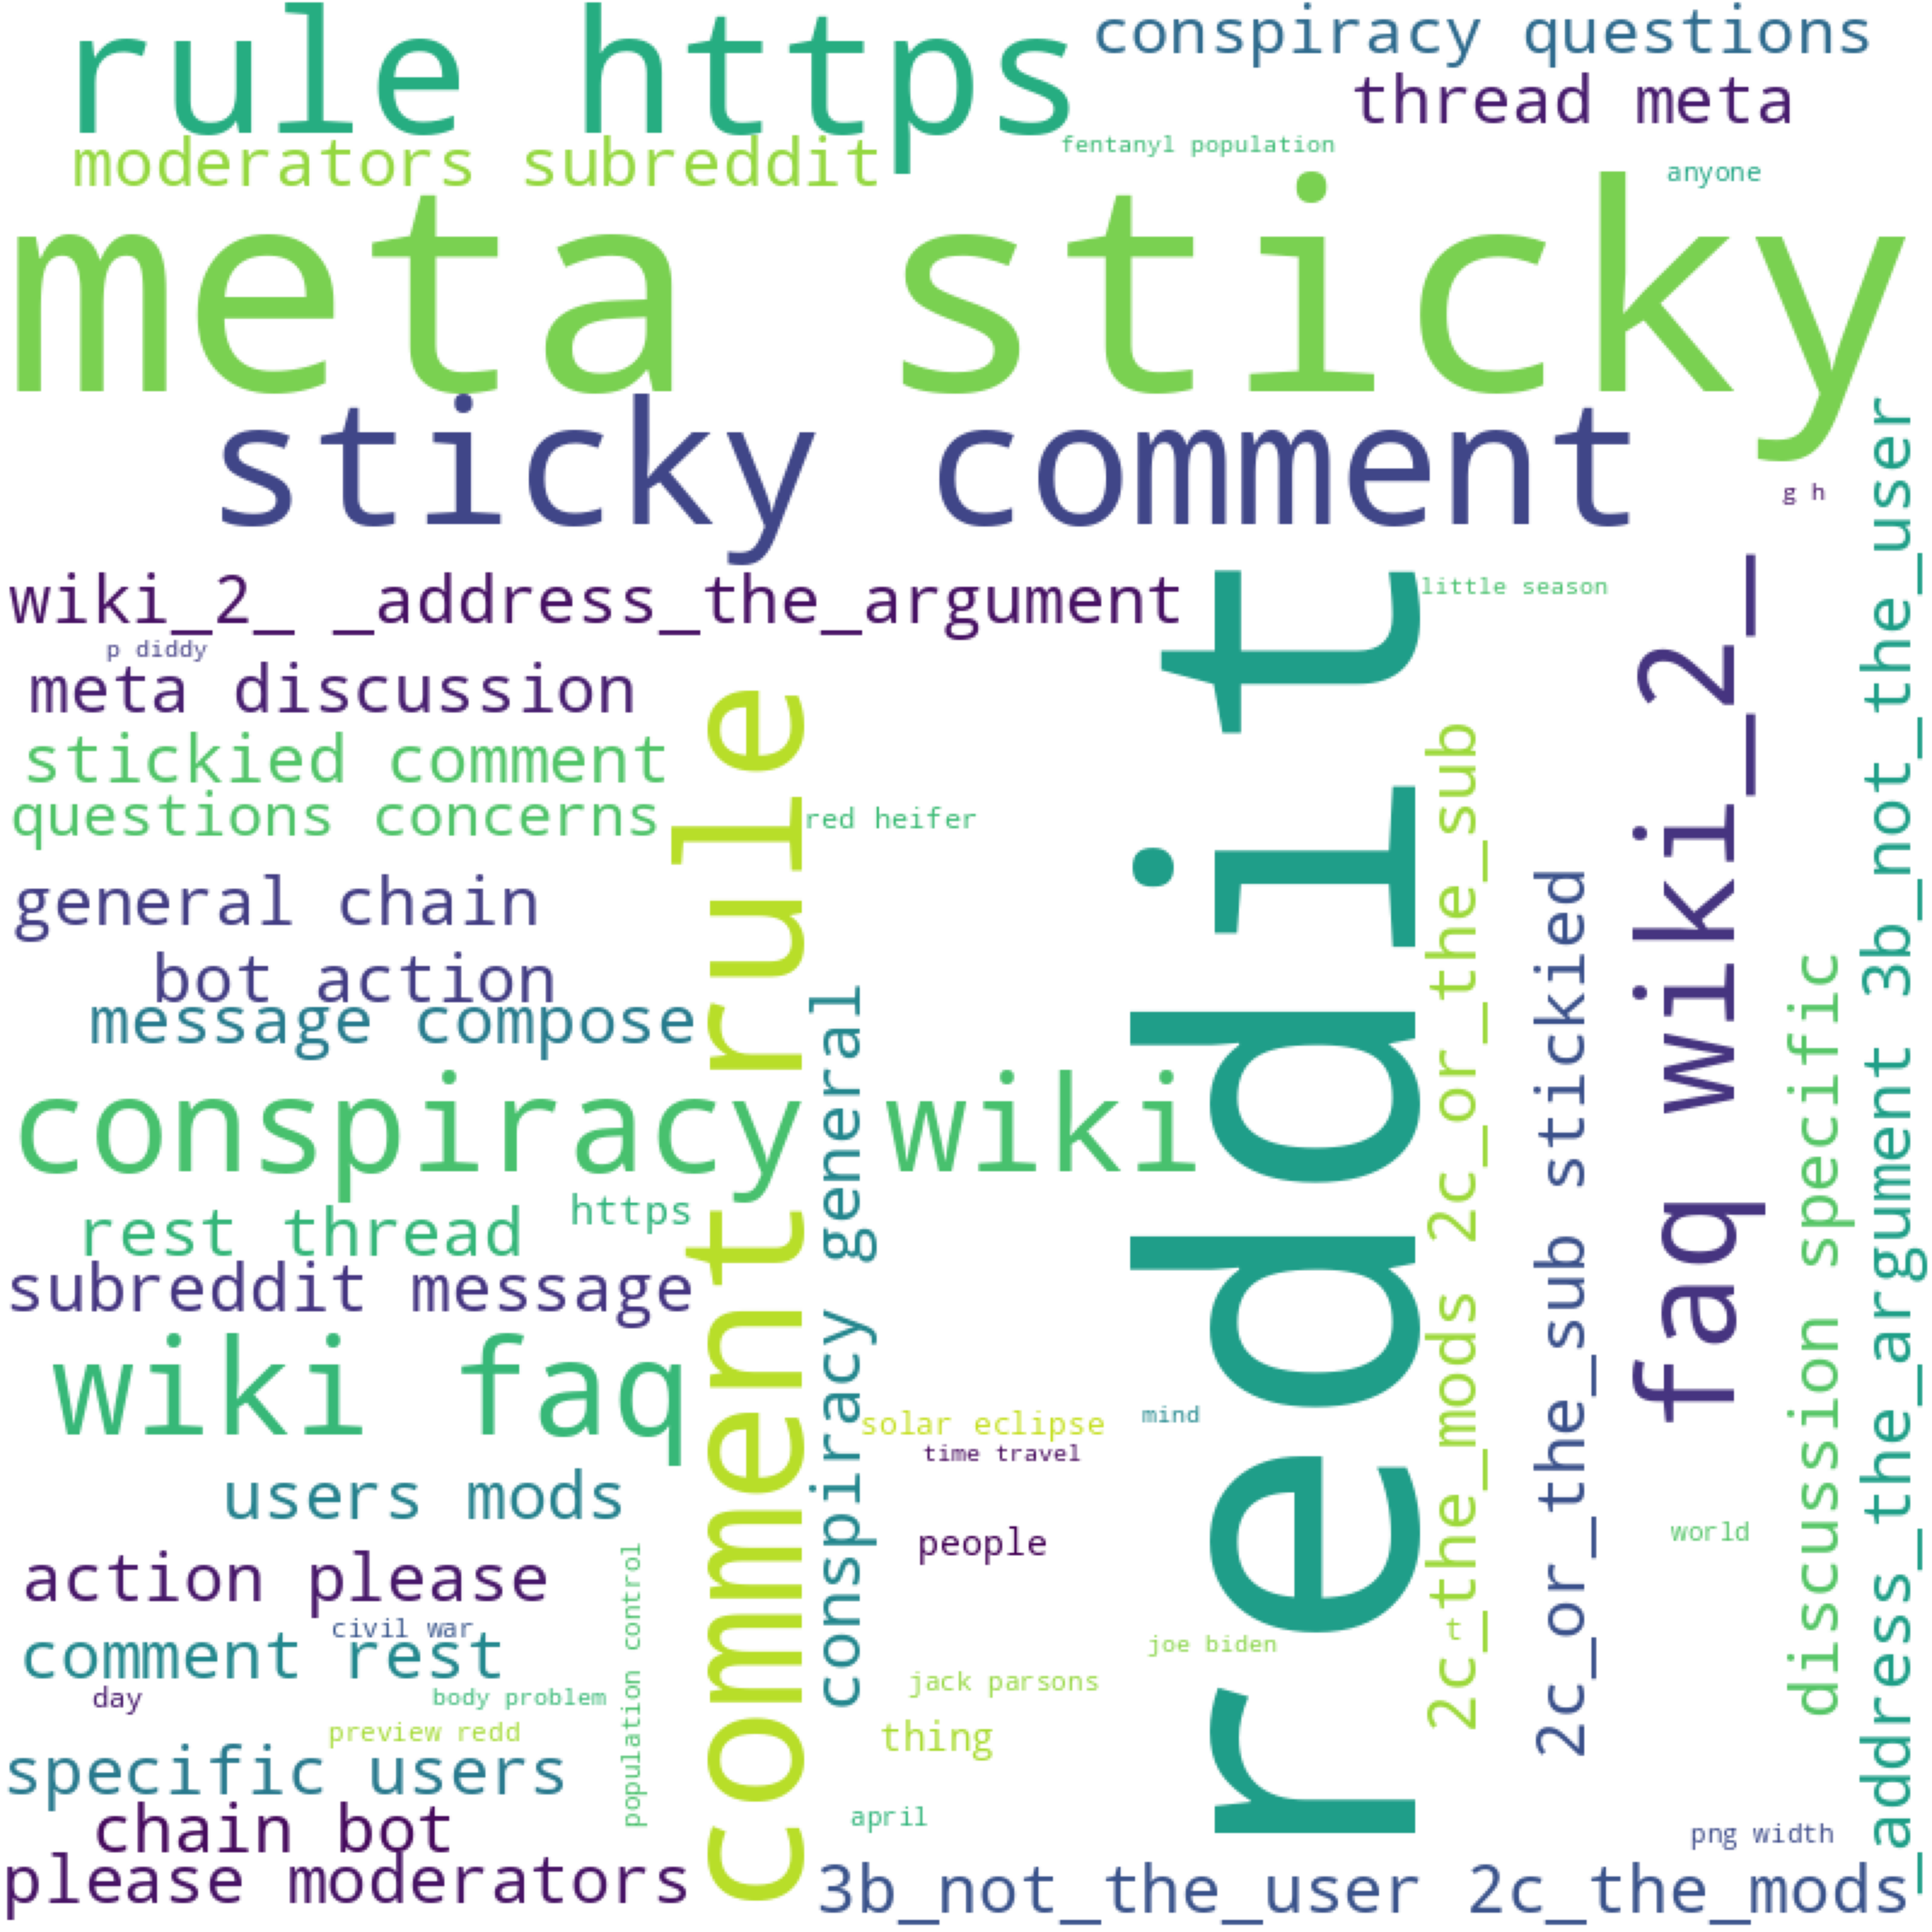 rule https
conspiracy questions
thread meta
moderators subreddit
fentanyl population
anyone
meta sticky
sticky comment
g h
wiki_2_ _address_the_argument
little season
p diddy
meta discussion
stickied comment
questions concerns
red heifer
general chain
bot action
message compose
conspiracy wiki
rest thread
https
subreddit message
wiki faq
solar eclipse
mind
time travel
users mods
people
world
action please
civil war
comment rest
joe biden
jack parsons
day
body problem
preview redd
thing
specific users
april
chain bot
png width
please moderators
3b_not_the_user 2c_the_mods
population control
comment rule
conspiracy general
reddit
2c_the_mods 2c_or_the_sub
t
2c_or_the_sub stickied
faq wiki_2_
discussion specific
_address_the_argument 3b_not_the_user